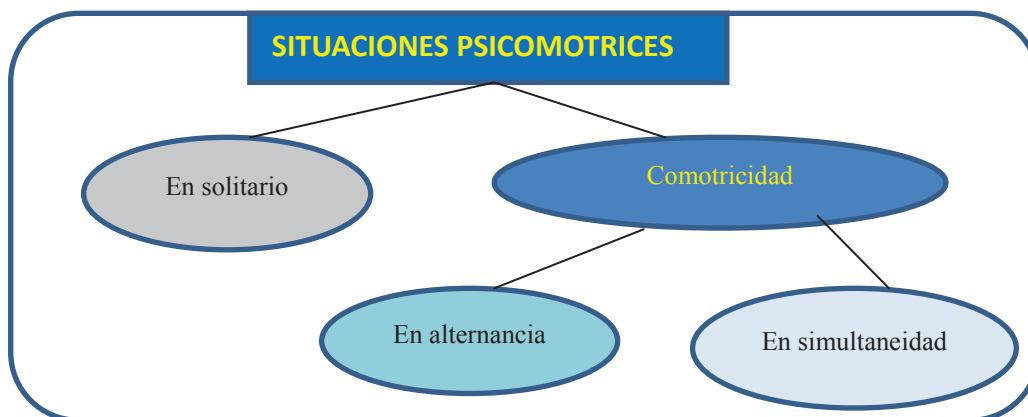 SITUACIONES PSICOMOTRICES
En solitario
Comotricidad
En alternancia
En simultaneidad